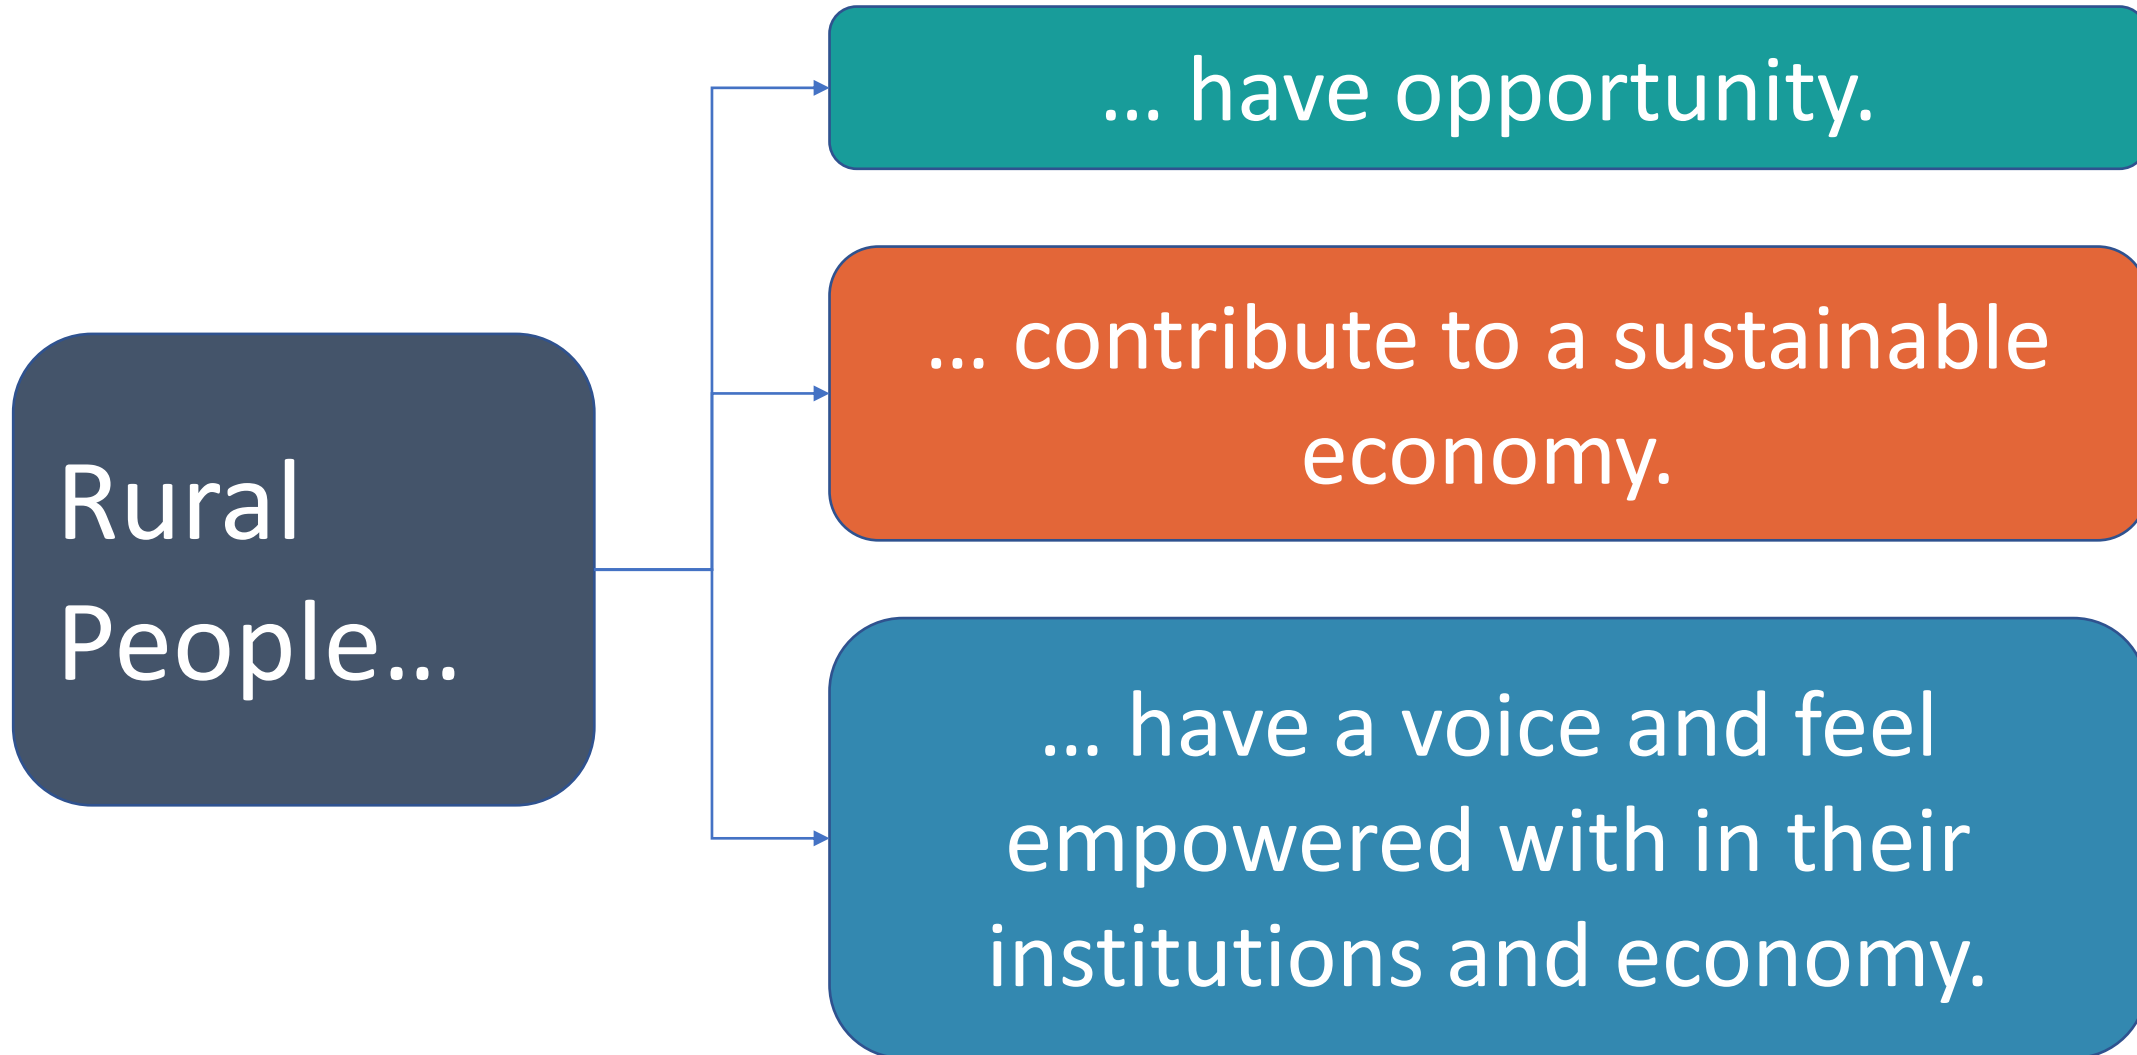 Rural
People...
... have opportunity.
... contribute to a sustainable
economy.
... have a voice and feel
empowered with in their
institutions and economy.